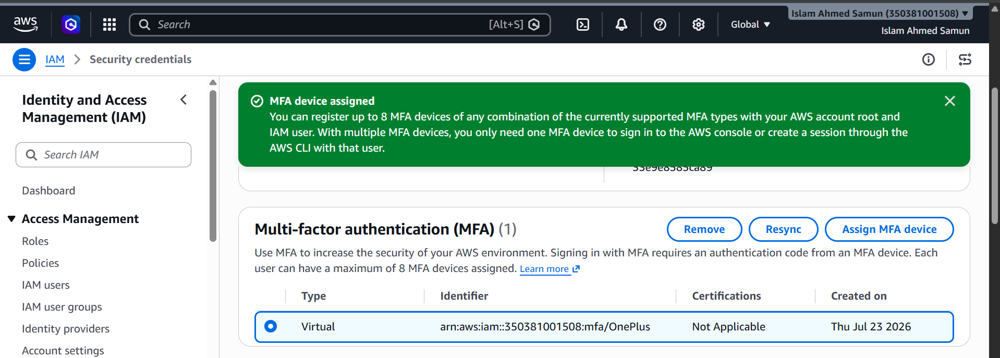 aws
Search
[Alt+S]
Global
Islam Ahmed Samun (350381001508)
Islam Ahmed Samun
IAM
Security credentials
Identity and Access
Management (IAM)
Search IAM
Dashboard
Access Management
Roles
Policies
IAM users
IAM user groups
Identity providers
Account settings
MFA device assigned
You can register up to 8 MFA devices of any combination of the currently supported MFA types with your AWS account root and
IAM user. With multiple MFA devices, you only need one MFA device to sign in to the AWS console or create a session through the
AWS CLI with that user.
33e9e8585ca89
Multi-factor authentication (MFA) (1)
Remove
Resync
Assign MFA device
Use MFA to increase the security of your AWS environment. Signing in with MFA requires an authentication code from an MFA device. Each
user can have a maximum of 8 MFA devices assigned. Learn more
Type
Identifier
Certifications
Created on
Virtual
arn:aws:iam::350381001508:mfa/OnePlus
Not Applicable
Thu Jul 23 2026